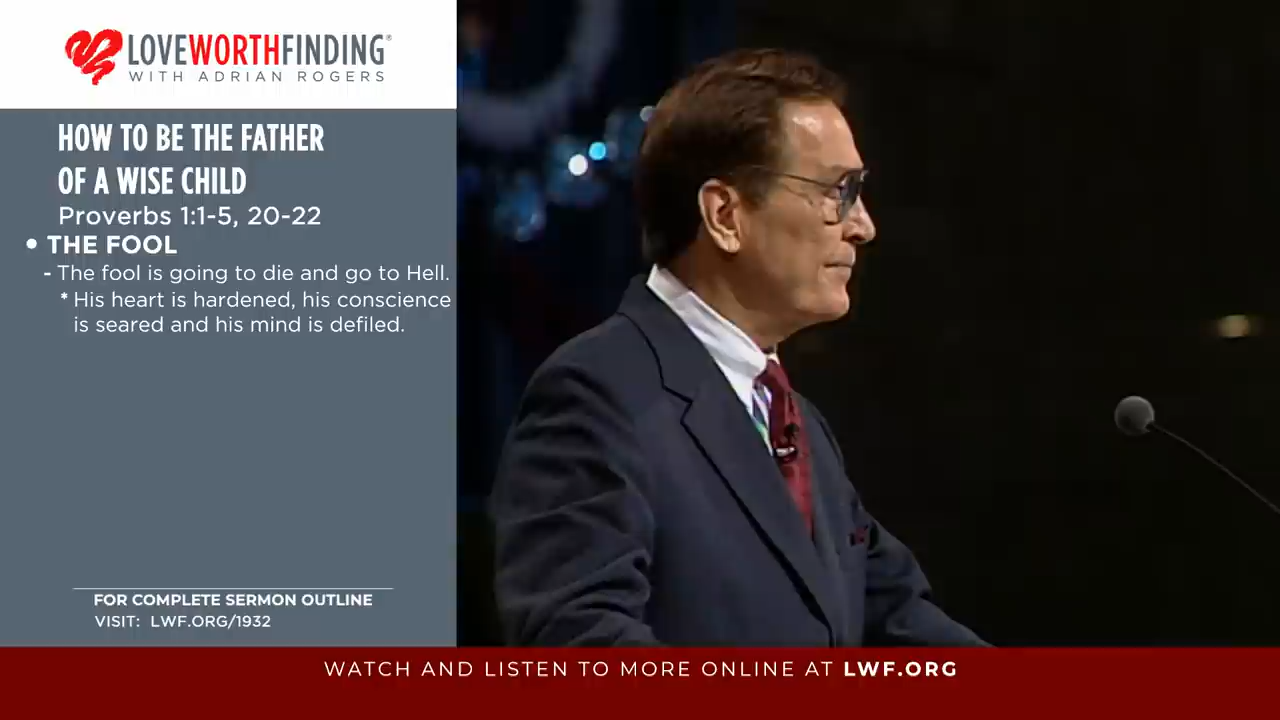 LOVEWORTHFINDING®
WITH ADRIAN ROGERS
HOW TO BE THE FATHER
OF A WISE CHILD
Proverbs 1:1-5, 20-22
• THE FOOL
- The fool is going to die and go to Hell.
* His heart is hardened, his conscience
is seared and his mind is defiled.
FOR COMPLETE SERMON OUTLINE
VISIT: LWF.ORG/1932
WATCH AND LISTEN TO MORE ONLINE AT LWF.ORG